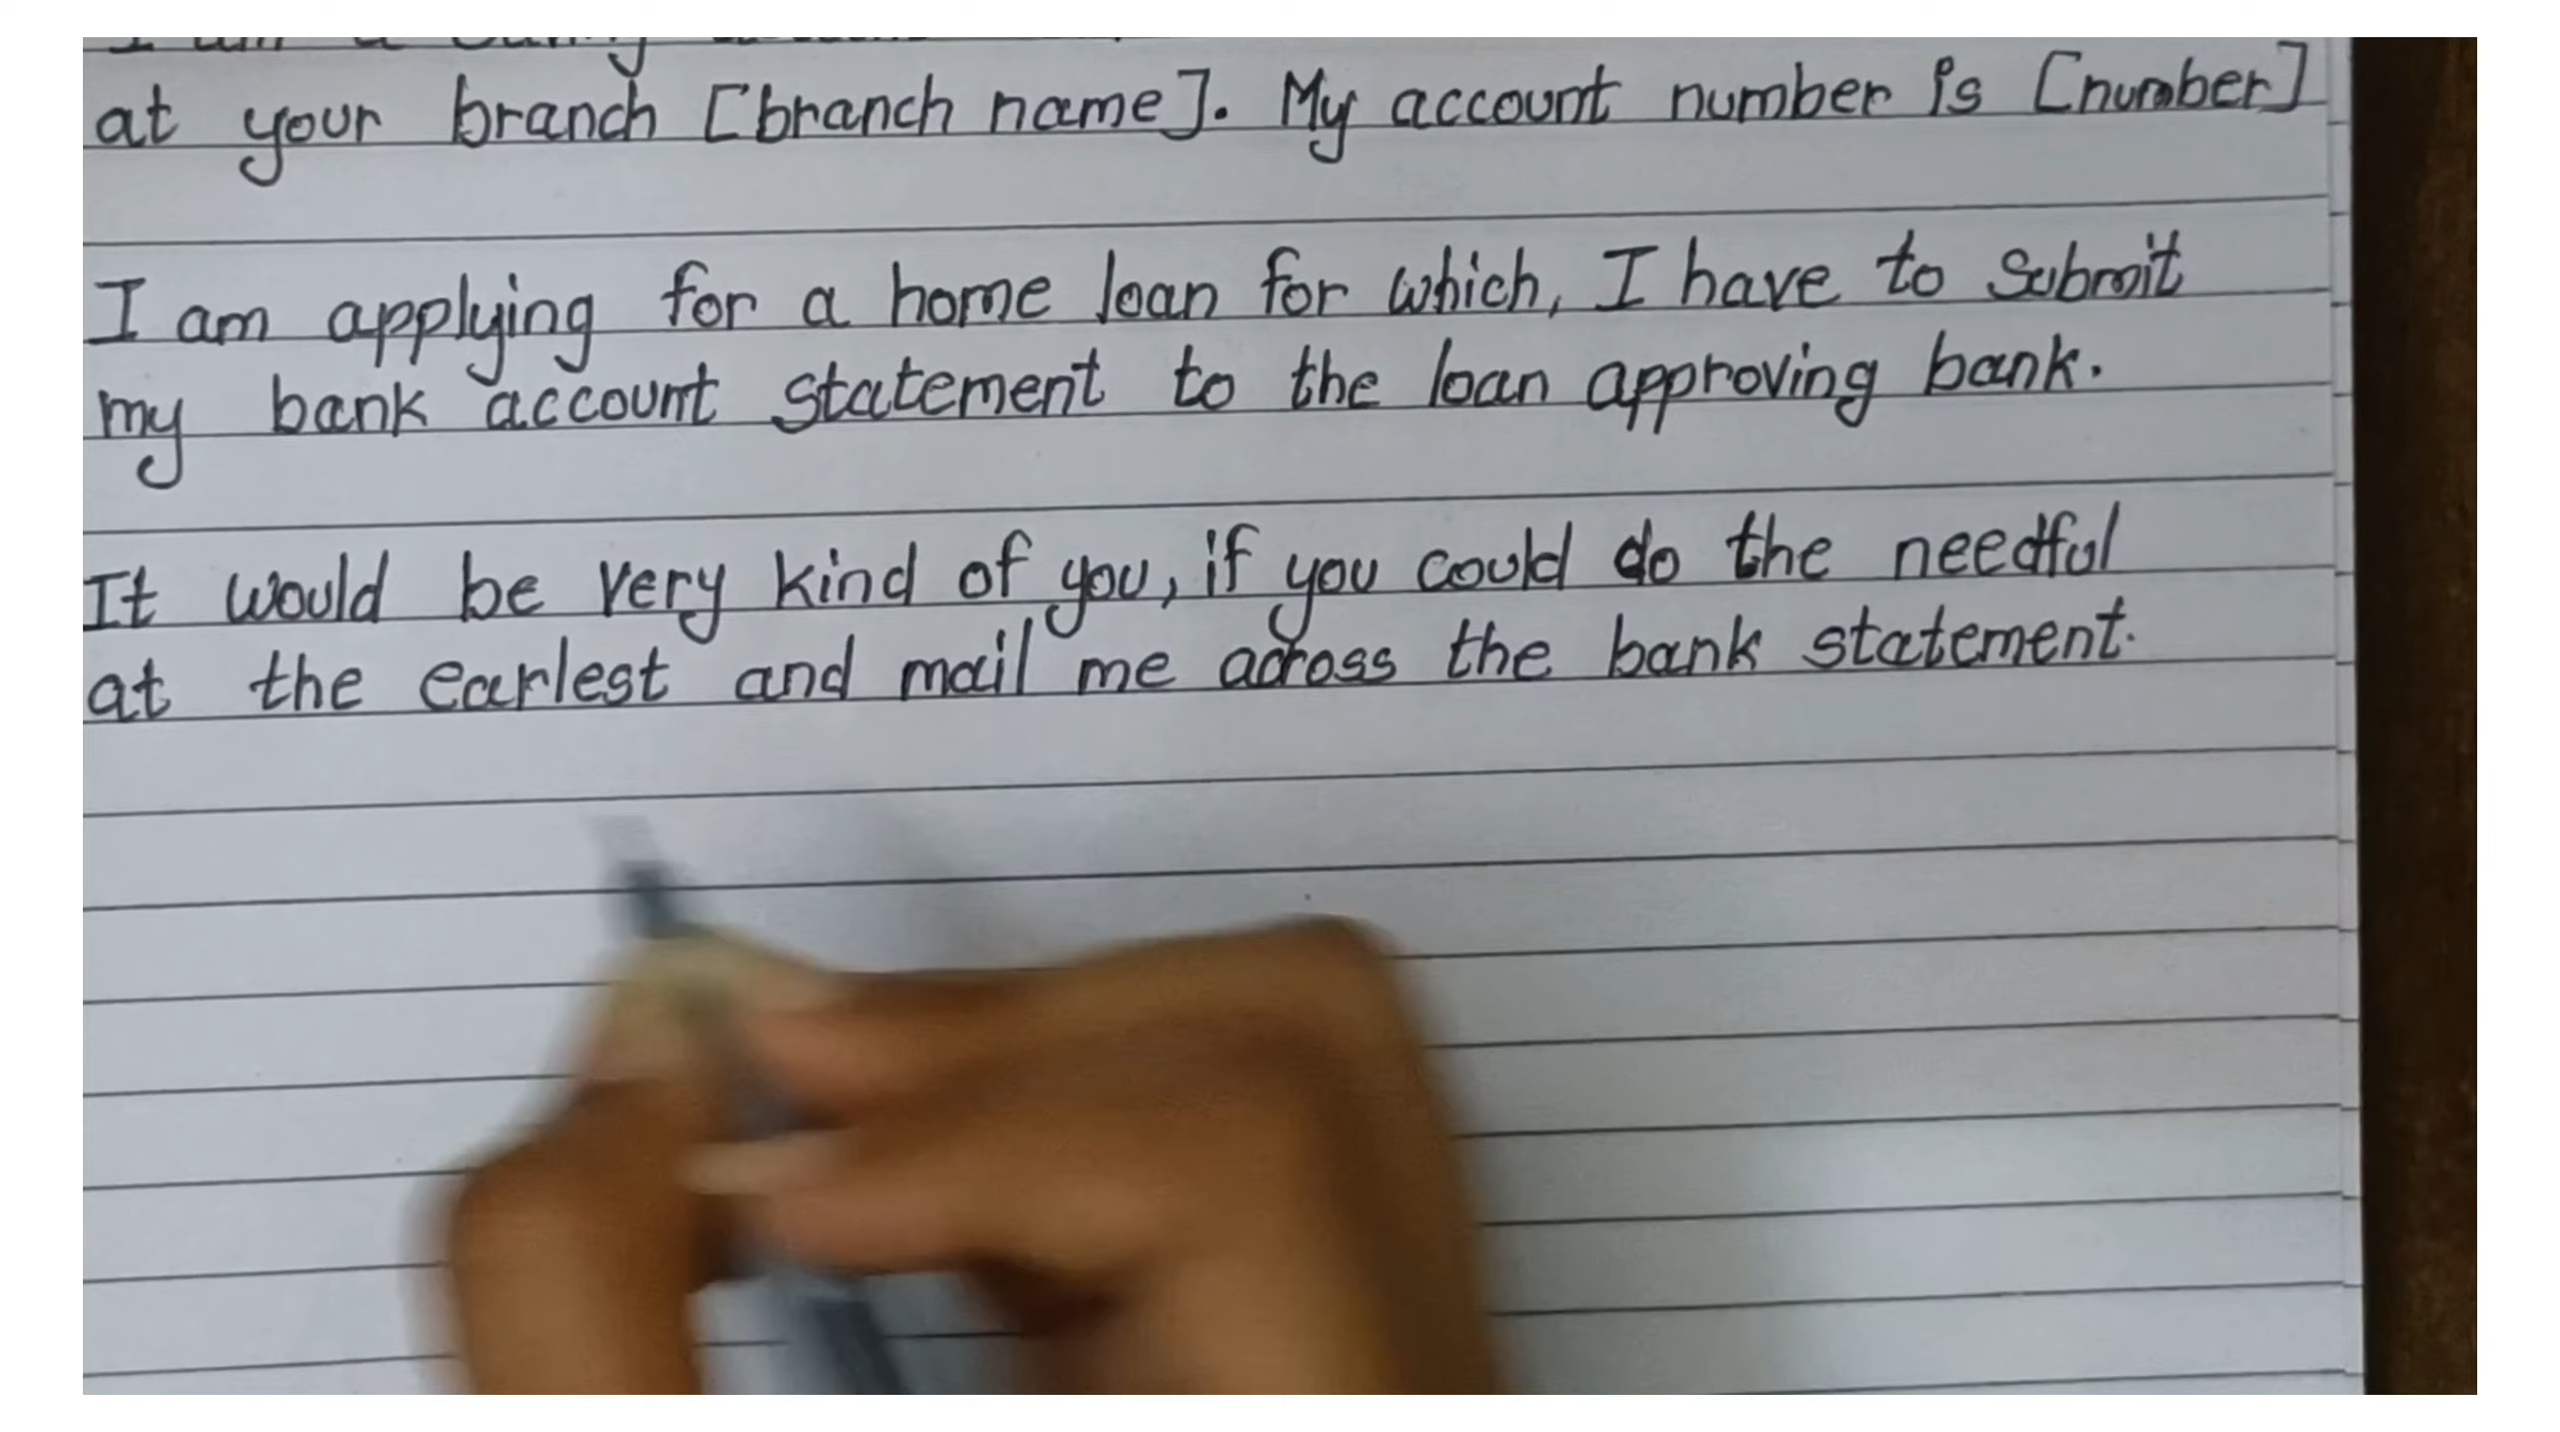 at your branch [branch name]. My account number is [number]
I am applying for a home loan for which, I have to submit
my bank account statement to the loan approving bank.
It would be very kind of you, if you could do the needful
at the earlest and mail me across the bank statement.